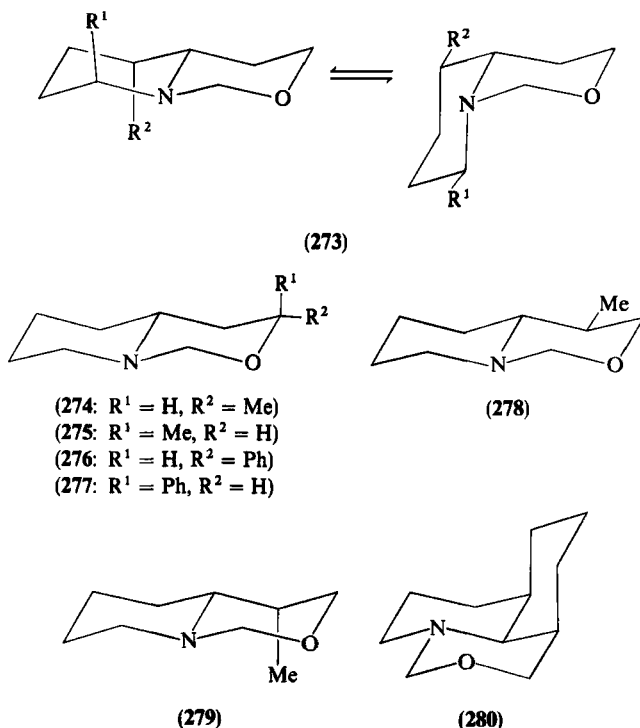 R¹
R²
N
O
R²
N
O
R¹
(273)
R¹
R²
N
O
Me
N
O
(274: R¹ = H, R² = Me)
(275: R¹ = Me, R² = H)
(276: R¹ = H, R² = Ph)
(277: R¹ = Ph, R² = H)
(278)
N
O
Me
N
O
(279)
(280)